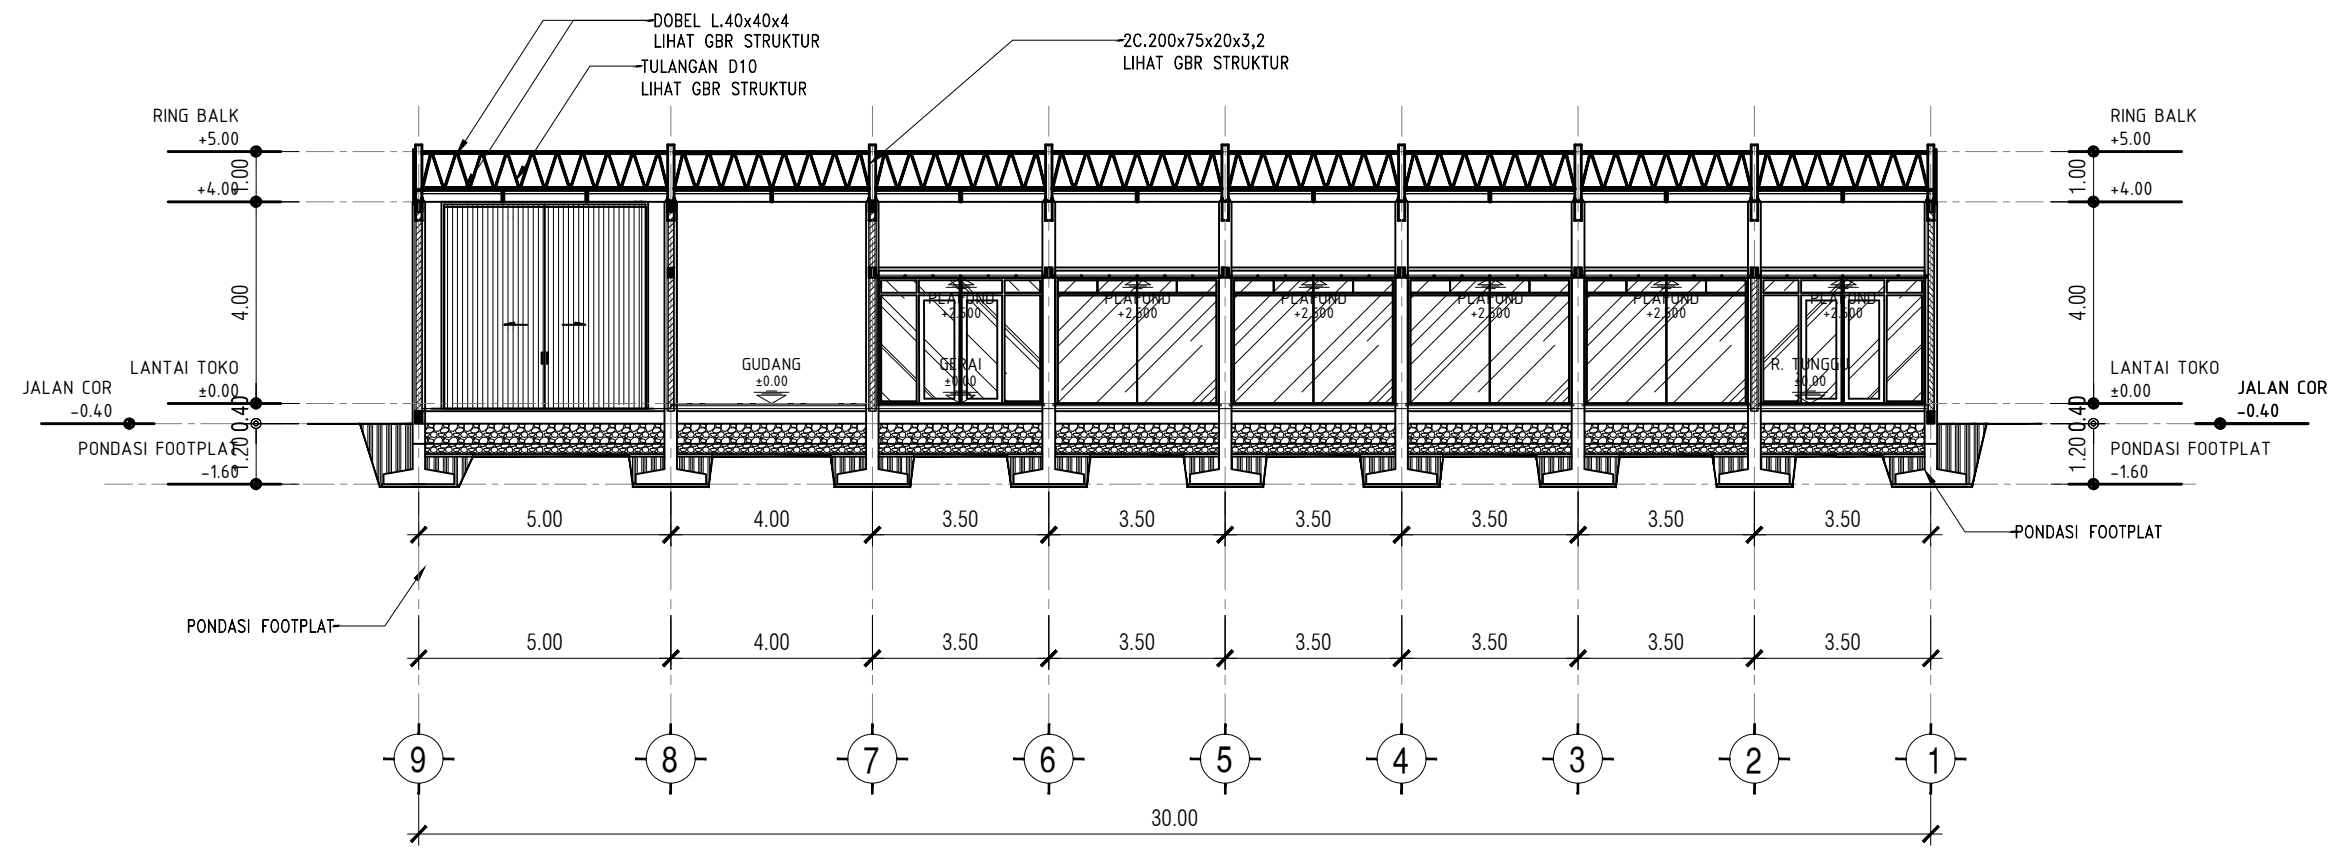 DOBEL L.40x40x4
LIHAT GBR STRUKTUR
TULANGAN D10
LIHAT GBR STRUKTUR
2C.200x75x20x3,2
LIHAT GBR STRUKTUR
RING BALK
+5.00
1.00
+4.00
4.00
LANTAI TOKO
±0.00
0.40
JALAN COR
-0.40
PONDASI FOOTPLAT
1.20
-1.60
PLAFOND
+2.500
PLAFOND
+2.500
PLAFOND
+2.500
PLAFOND
+2.500
PLAFOND
+2.500
PLAFOND
+2.500
GUDANG
±0.00
GERAI
±0.00
R. TUNGGU
±0.00
RING BALK
+5.00
1.00
+4.00
4.00
LANTAI TOKO
±0.00
0.40
JALAN COR
-0.40
PONDASI FOOTPLAT
1.20
-1.60
5.00 4.00 3.50 3.50 3.50 3.50 3.50 3.50
PONDASI FOOTPLAT
PONDASI FOOTPLAT
5.00 4.00 3.50 3.50 3.50 3.50 3.50 3.50
9 8 7 6 5 4 3 2 1
30.00